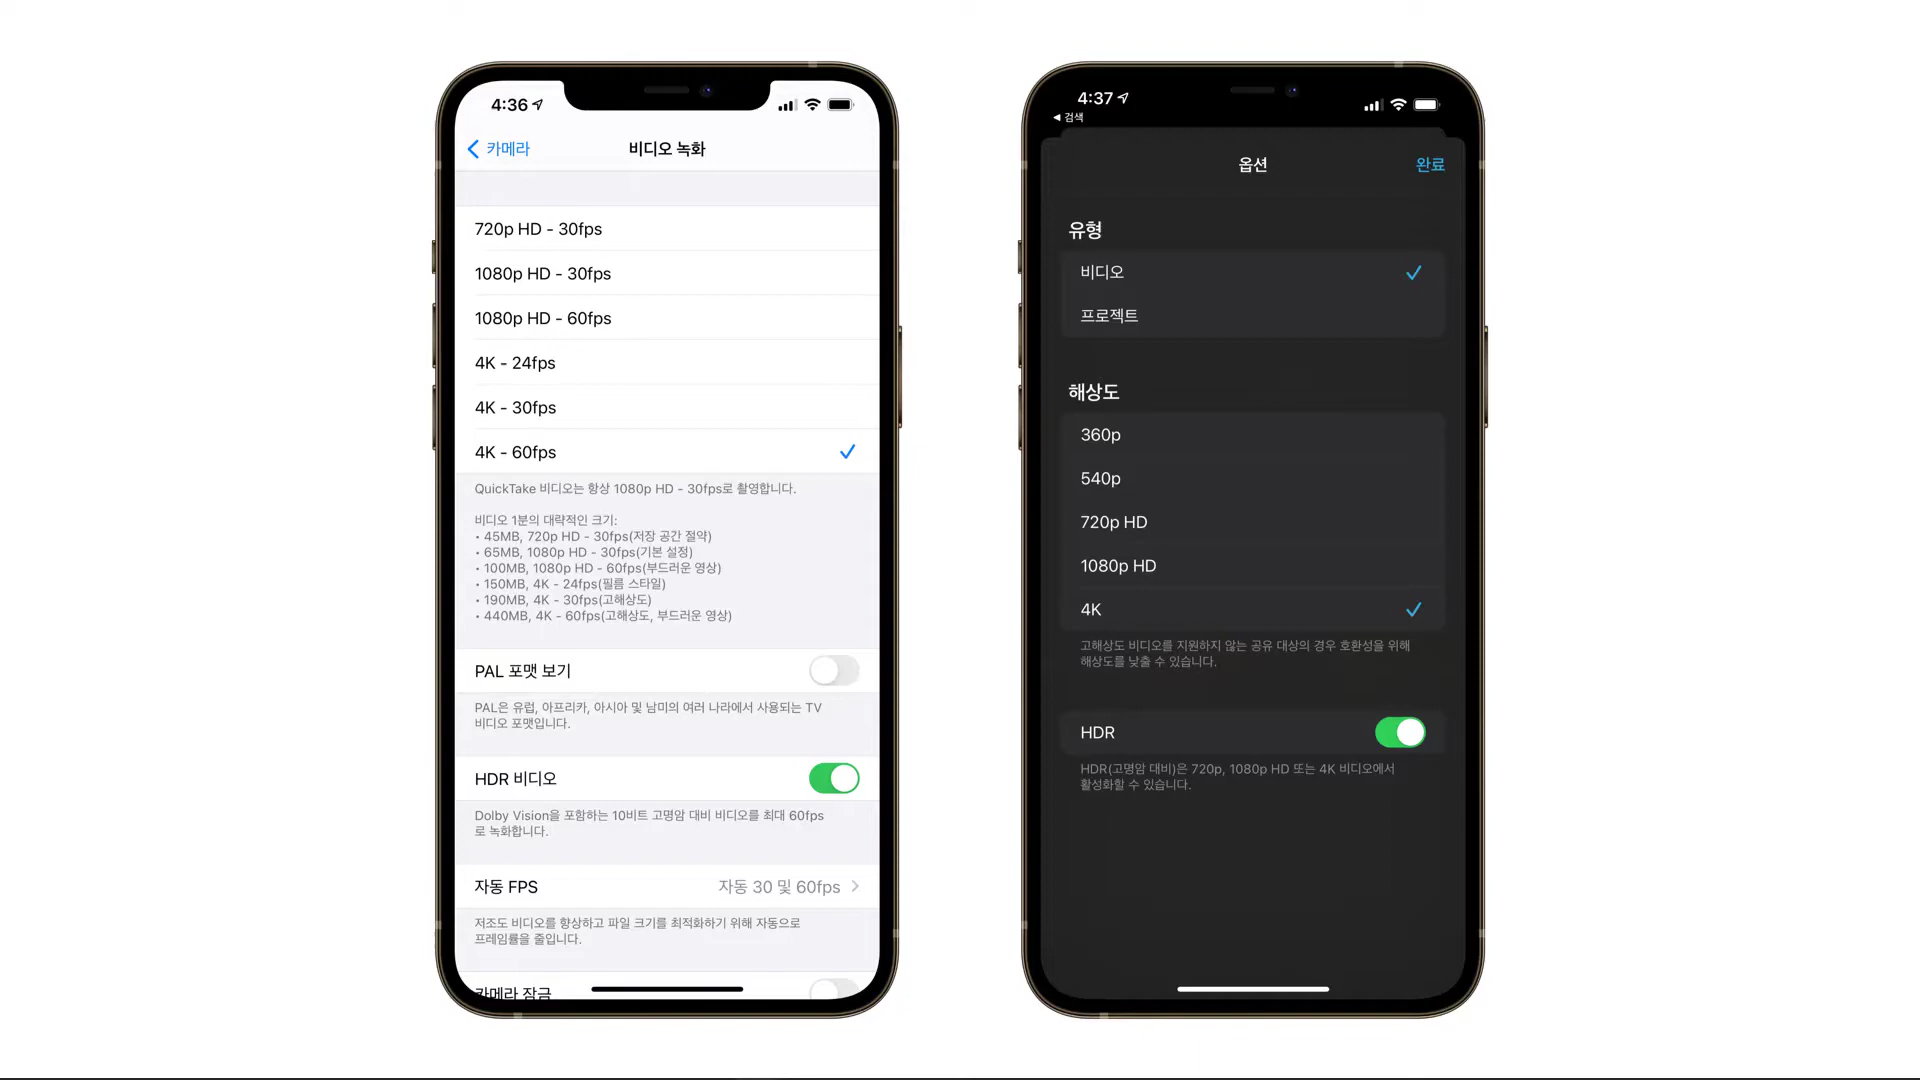 4:36
카메라
비디오 녹화
720p HD - 30fps
1080p HD - 30fps
1080p HD - 60fps
4K - 24fps
4K - 30fps
4K - 60fps
QuickTake 비디오는 항상 1080p HD - 30fps로 촬영합니다.
비디오 1분의 대략적인 크기:
• 45MB, 720p HD - 30fps(저장 공간 절약)
• 65MB, 1080p HD - 30fps(기본 설정)
• 100MB, 1080p HD - 60fps(부드러운 영상)
• 150MB, 4K - 24fps(필름 스타일)
• 190MB, 4K - 30fps(고해상도)
• 440MB, 4K - 60fps(고해상도, 부드러운 영상)
PAL 포맷 보기
PAL은 유럽, 아프리카, 아시아 및 남미의 여러 나라에서 사용되는 TV
비디오 포맷입니다.
HDR 비디오
Dolby Vision을 포함하는 10비트 고명암 대비 비디오를 최대 60fps
로 녹화합니다.
자동 FPS 자동 30 및 60fps
저조도 비디오를 향상하고 파일 크기를 최적화하기 위해 자동으로
프레임률을 줄입니다.
카메라 잠금
4:37
검색
옵션
완료
유형
비디오
프로젝트
해상도
360p
540p
720p HD
1080p HD
4K
고해상도 비디오를 지원하지 않는 공유 대상의 경우 호환성을 위해
해상도를 낮출 수 있습니다.
HDR
HDR(고명암 대비)은 720p, 1080p HD 또는 4K 비디오에서
활성화할 수 있습니다.